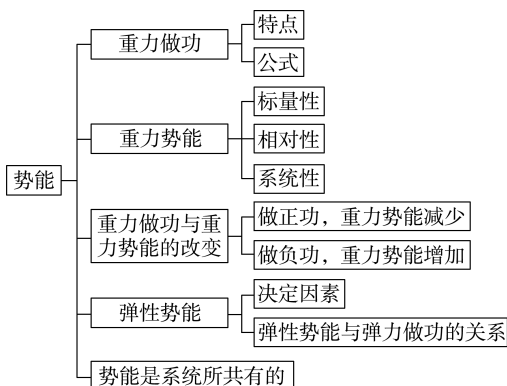 势能
重力做功
特点
公式
重力势能
标量性
相对性
系统性
重力做功与重
力势能的改变
做正功，重力势能减少
做负功，重力势能增加
弹性势能
决定因素
弹性势能与弹力做功的关系
势能是系统所共有的